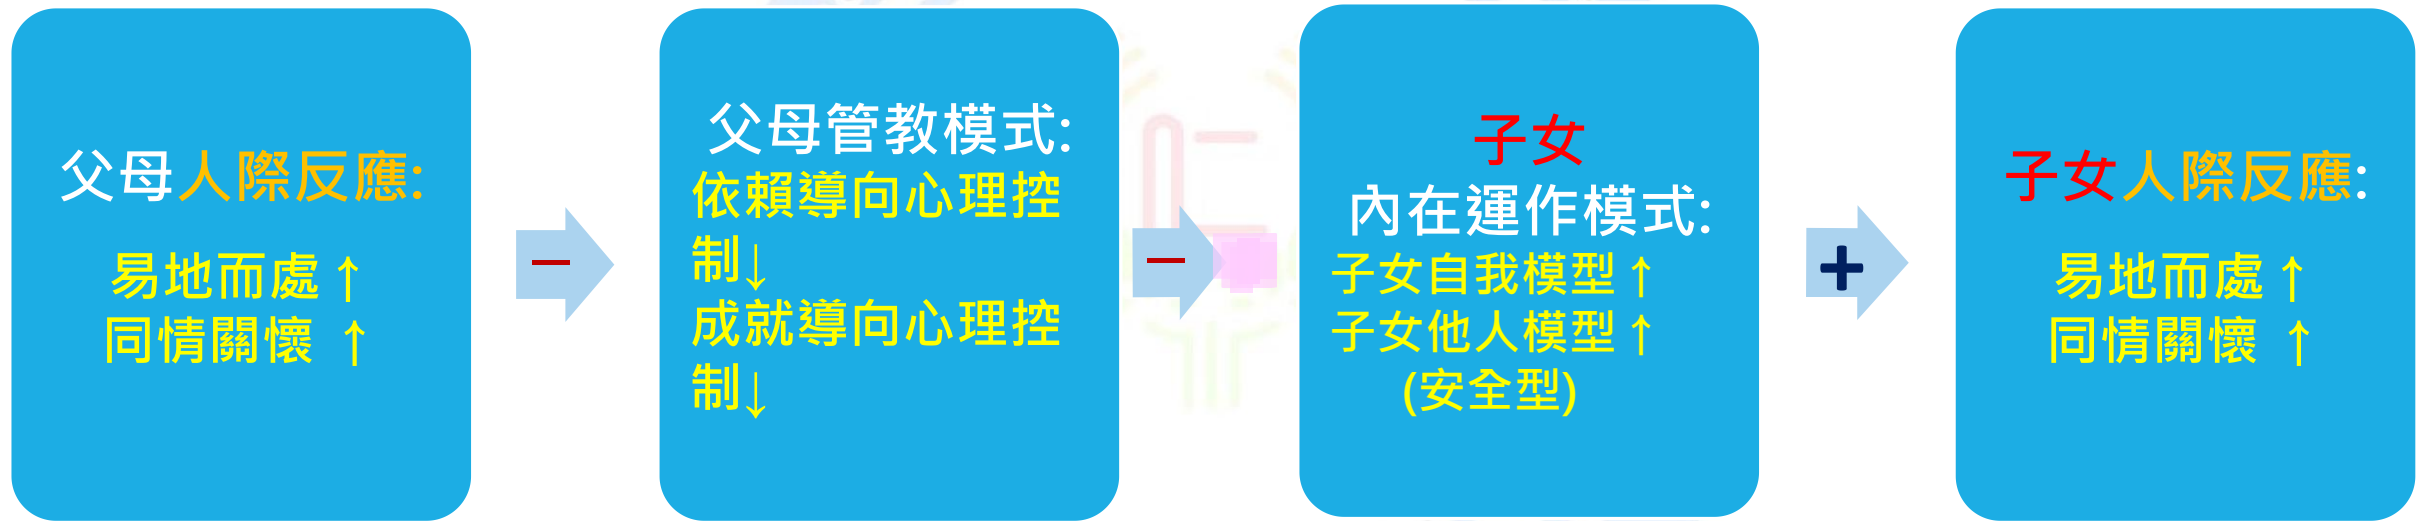 父母人際反應:
易地而處↑
同情關懷 ↑
−
父母管教模式:
依賴導向心理控
制↓
成就導向心理控
制↓
−
子女
內在運作模式:
子女自我模型↑
子女他人模型↑
(安全型)
+
子女人際反應:
易地而處↑
同情關懷 ↑